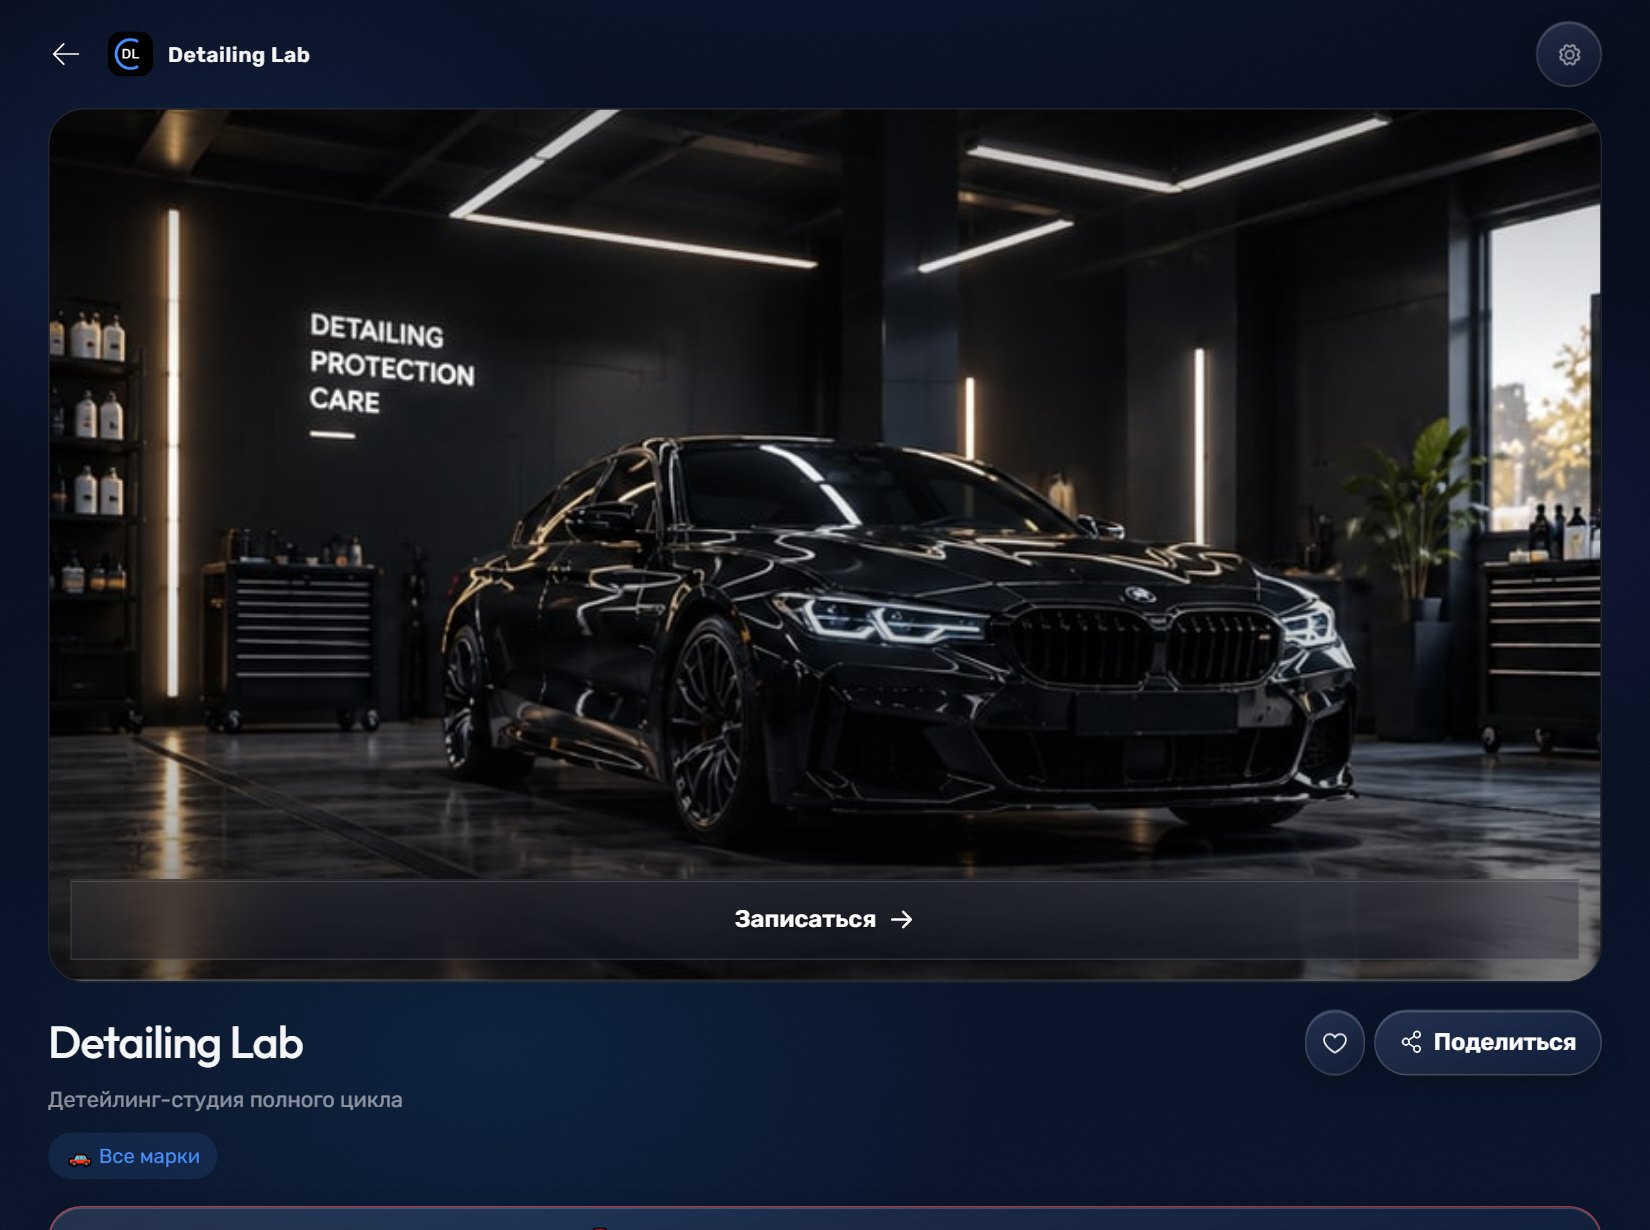 DL
Detailing Lab
DETAILING
PROTECTION
CARE
Записаться
Detailing Lab
Поделиться
Детейлинг-студия полного цикла
Все марки